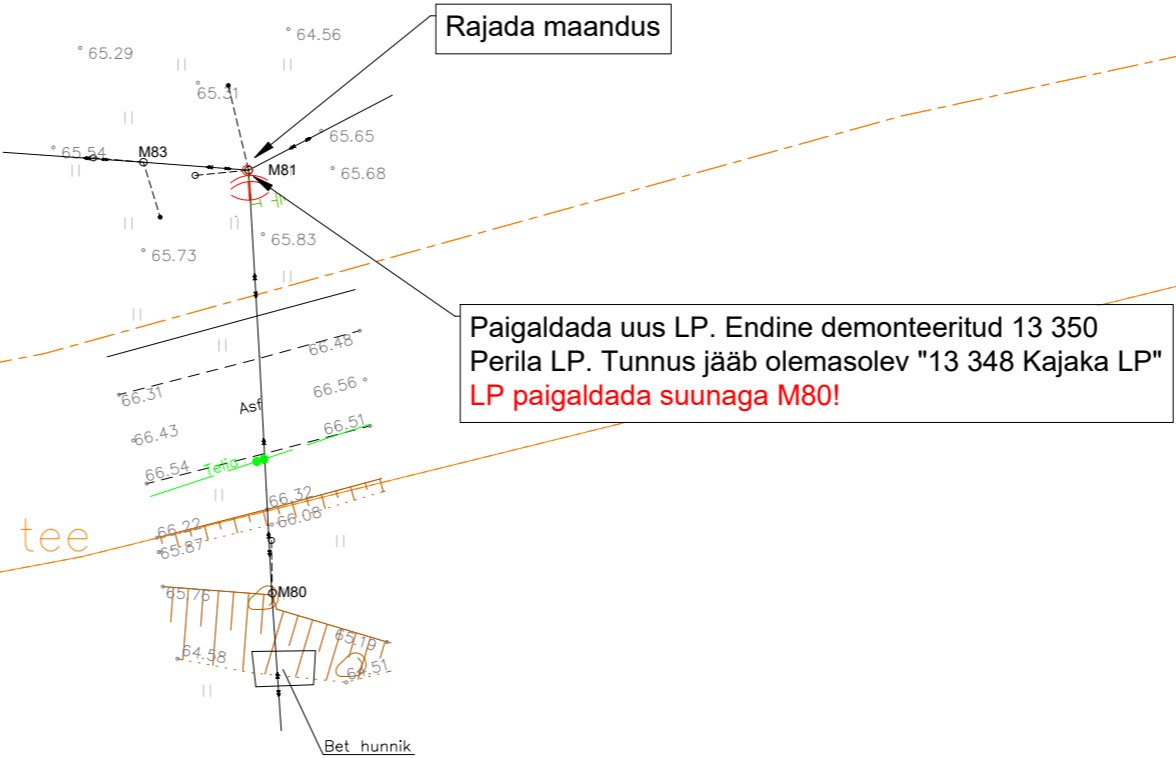 Rajada maandus
64.56
65.29
65.31
65.65
65.54
M83
M81
65.68
65.83
65.73
Paigaldada uus LP. Endine demonteeritud 13 350
Perila LP. Tunnus jääb olemasolev "13 348 Kajaka LP"
LP paigaldada suunaga M80!
66.48
66.31
66.56
Asf
66.43
66.51
66.54
Telia
66.32
66.22
66.08
tee
65.87
65.76
M80
65.19
64.58
Bet hunnik